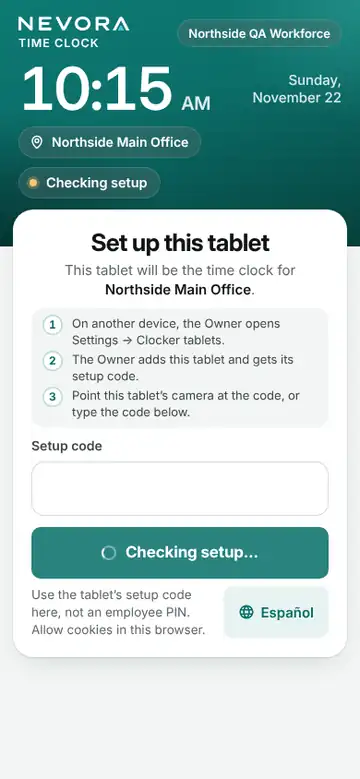 NEVORA
TIME CLOCK
Northside QA Workforce
10:15 AM
Sunday,
November 22
Northside Main Office
Checking setup
Set up this tablet
This tablet will be the time clock for
Northside Main Office.
1 On another device, the Owner opens
Settings → Clocker tablets.
2 The Owner adds this tablet and gets its
setup code.
3 Point this tablet’s camera at the code, or
type the code below.
Setup code
Checking setup...
Use the tablet’s setup code
here, not an employee PIN.
Allow cookies in this browser.
Español